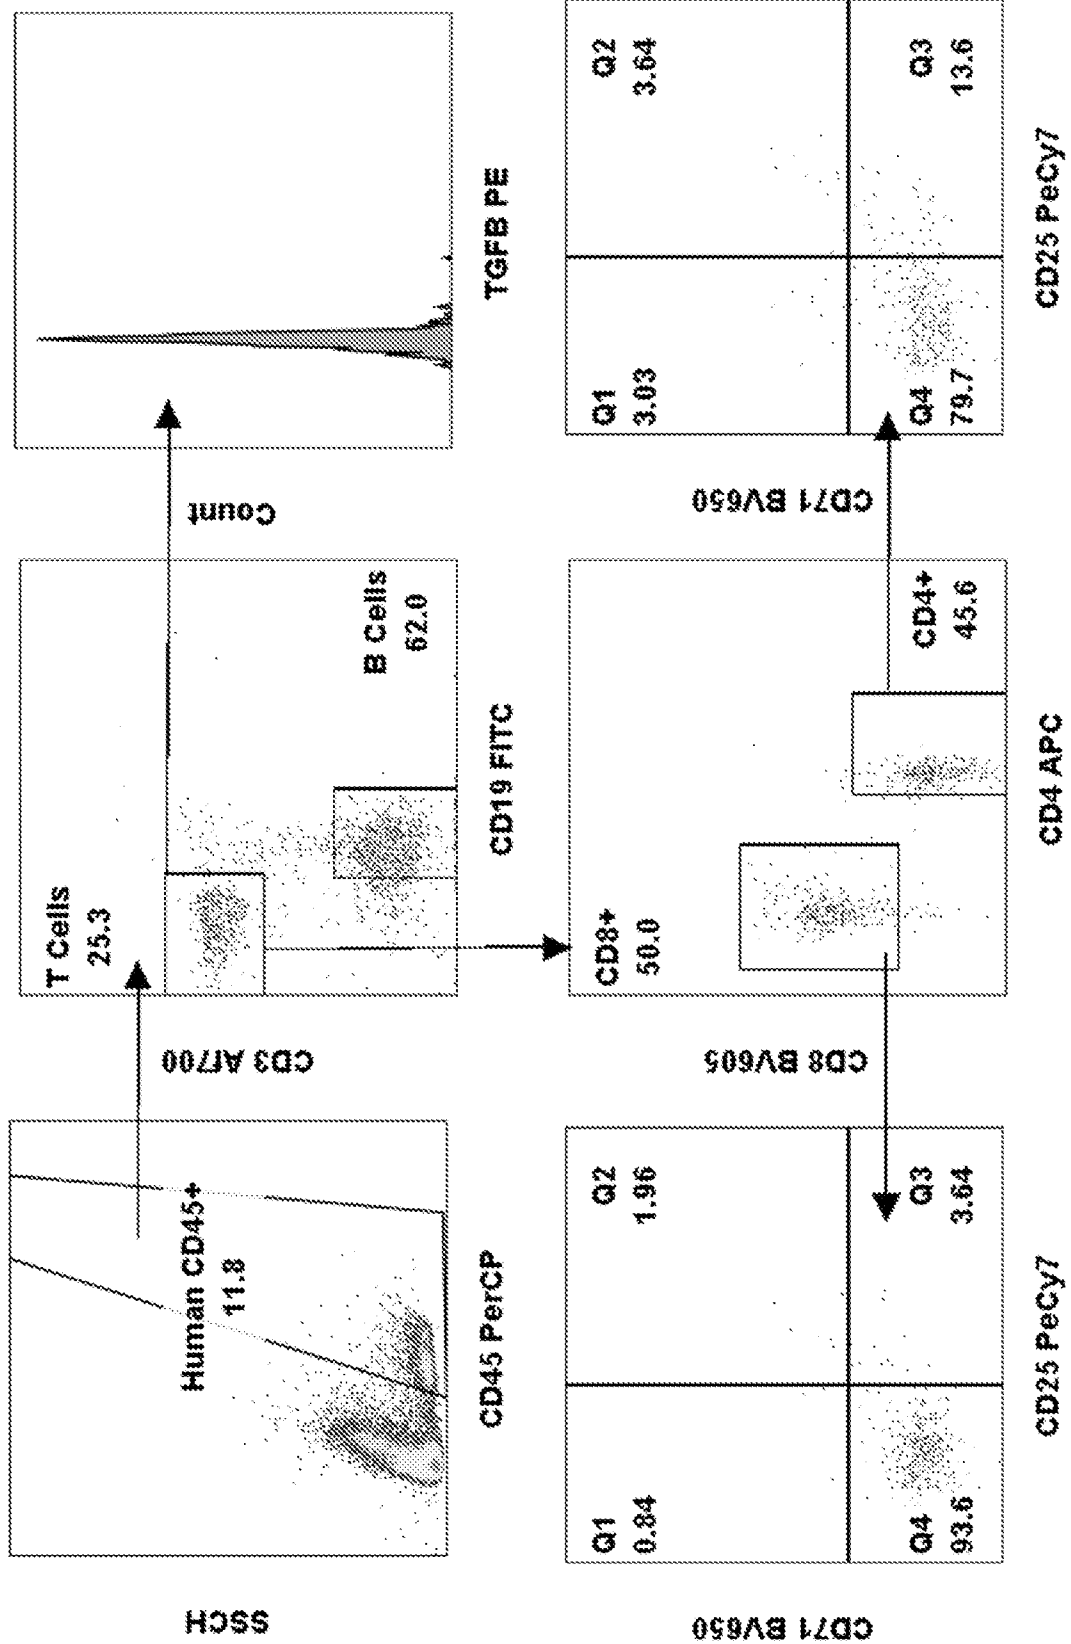 SSCH
Human CD45+
11.8
CD45 PerCP
CD3 Af700
T Cells
25.3
B Cells
62.0
CD19 FITC
Count
TGFB PE
CD71 BV650
Q1
0.84
Q2
1.96
Q4
93.6
Q3
3.64
CD25 PeCy7
CD8 BV605
CD8+
50.0
CD4+
45.6
CD4 APC
CD71 BV650
Q1
3.03
Q2
3.64
Q4
79.7
Q3
13.6
CD25 PeCy7